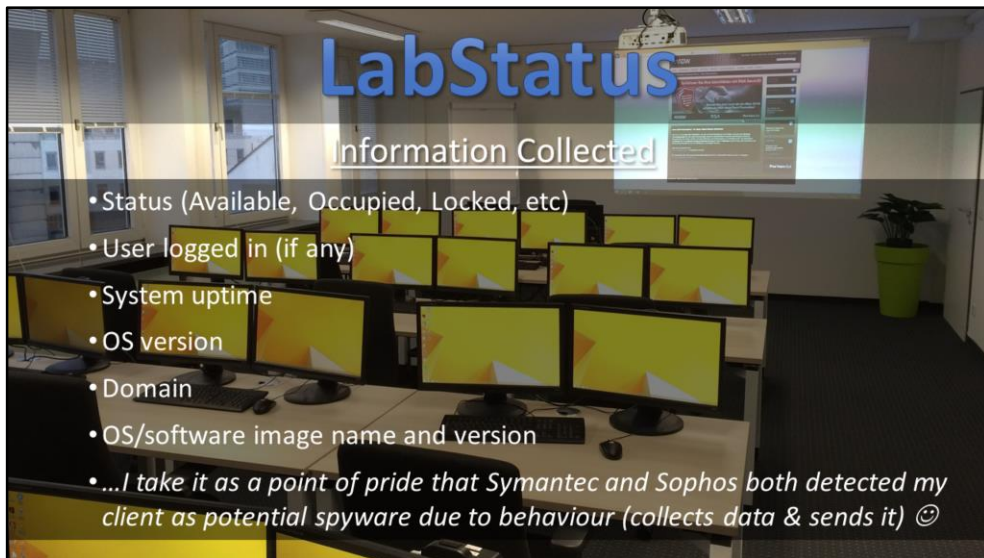 LabStatus
Information Collected
•Status (Available, Occupied, Locked, etc)
•User logged in (if any)
•System uptime
•OS version
•Domain
•OS/software image name and version
•…I take it as a point of pride that Symantec and Sophos both detected my
client as potential spyware due to behaviour (collects data & sends it) ☺